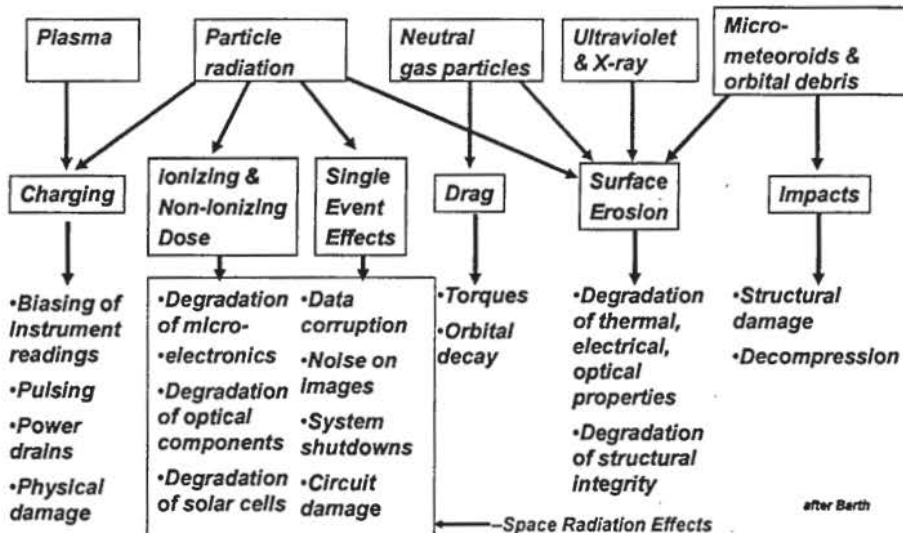 Plasma
Particle
radiation
Neutral
gas particles
Ultraviolet
& X-ray
Micro-
meteoroids &
orbital debris
Charging
Ionizing &
Non-Ionizing
Dose
Single
Event
Effects
Drag
Surface
Erosion
Impacts
•Biasing of
Instrument
readings
•Pulsing
•Power
drains
•Physical
damage
•Degradation
of micro-
•electronics
•Degradation
of optical
components
•Degradation
of solar cells
•Data
corruption
•Noise on
Images
•System
shutdowns
•Circuit
damage
•Torques
•Orbital
decay
•Degradation
of thermal,
electrical,
optical
properties
•Degradation
of structural
integrity
•Structural
damage
•Decompression
after Barth
–Space Radiation Effects